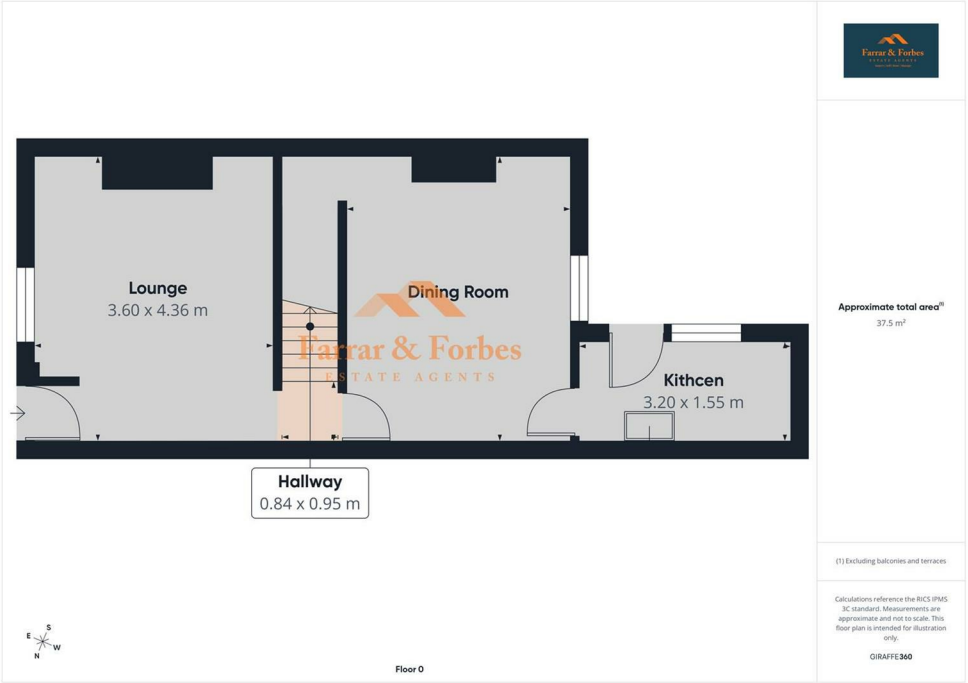 Farrar & Forbes
ESTATE AGENTS
Lounge
3.60 x 4.36 m
Dining Room
Farrar & Forbes
ESTATE AGENTS
Kithcen
3.20 x 1.55 m
Hallway
0.84 x 0.95 m
Approximate total area(1)
37.5 m²
(1) Excluding balconies and terraces
Calculations reference the RICS IPMS
3C standard. Measurements are
approximate and not to scale. This
floor plan is intended for illustration
only.
GIRAFFE360
S
E
W
N
Floor 0